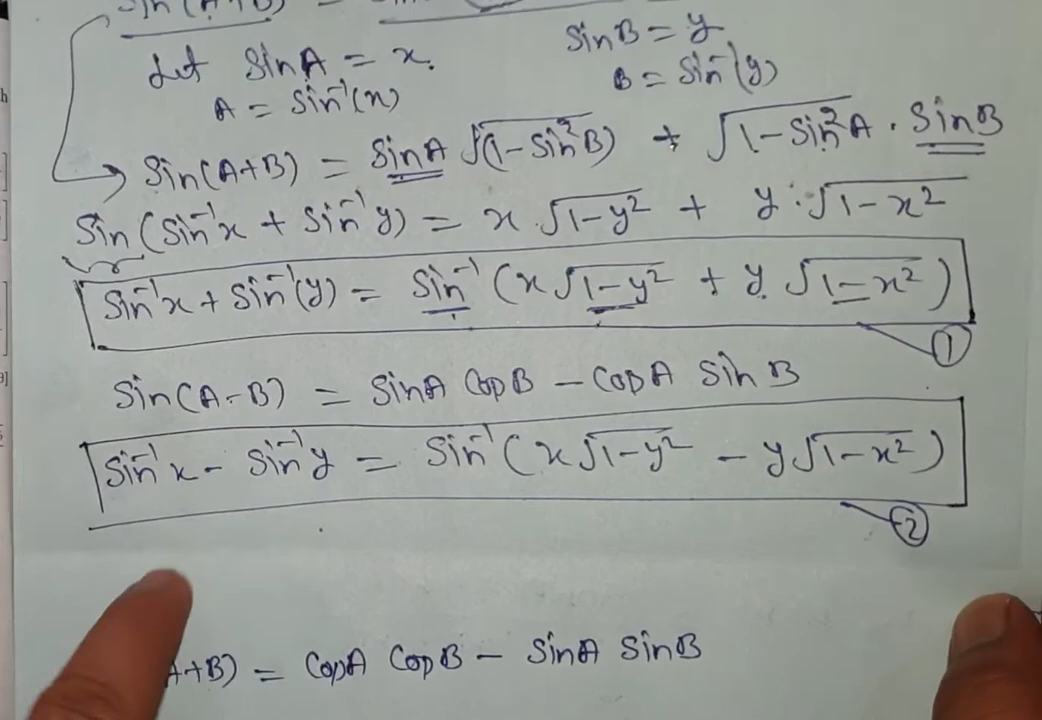 Sin(A+B) =
Let SinA = x. SinB = y
A = Sin⁻¹(x) B = Sin⁻¹(y)
Sin(A+B) = SinA √(1-Sin²B) + √1-Sin²A . SinB
Sin(Sin⁻¹x + Sin⁻¹y) = x √1-y² + y . √1-x²
Sin⁻¹x + Sin⁻¹(y) = Sin⁻¹ (x √1-y² + y √1-x²)
①
Sin(A-B) = SinA CosB - CosA SinB
Sin⁻¹x - Sin⁻¹y = Sin⁻¹ (x √1-y² - y √1-x²)
②
A+B) = CosA CosB - SinA SinB